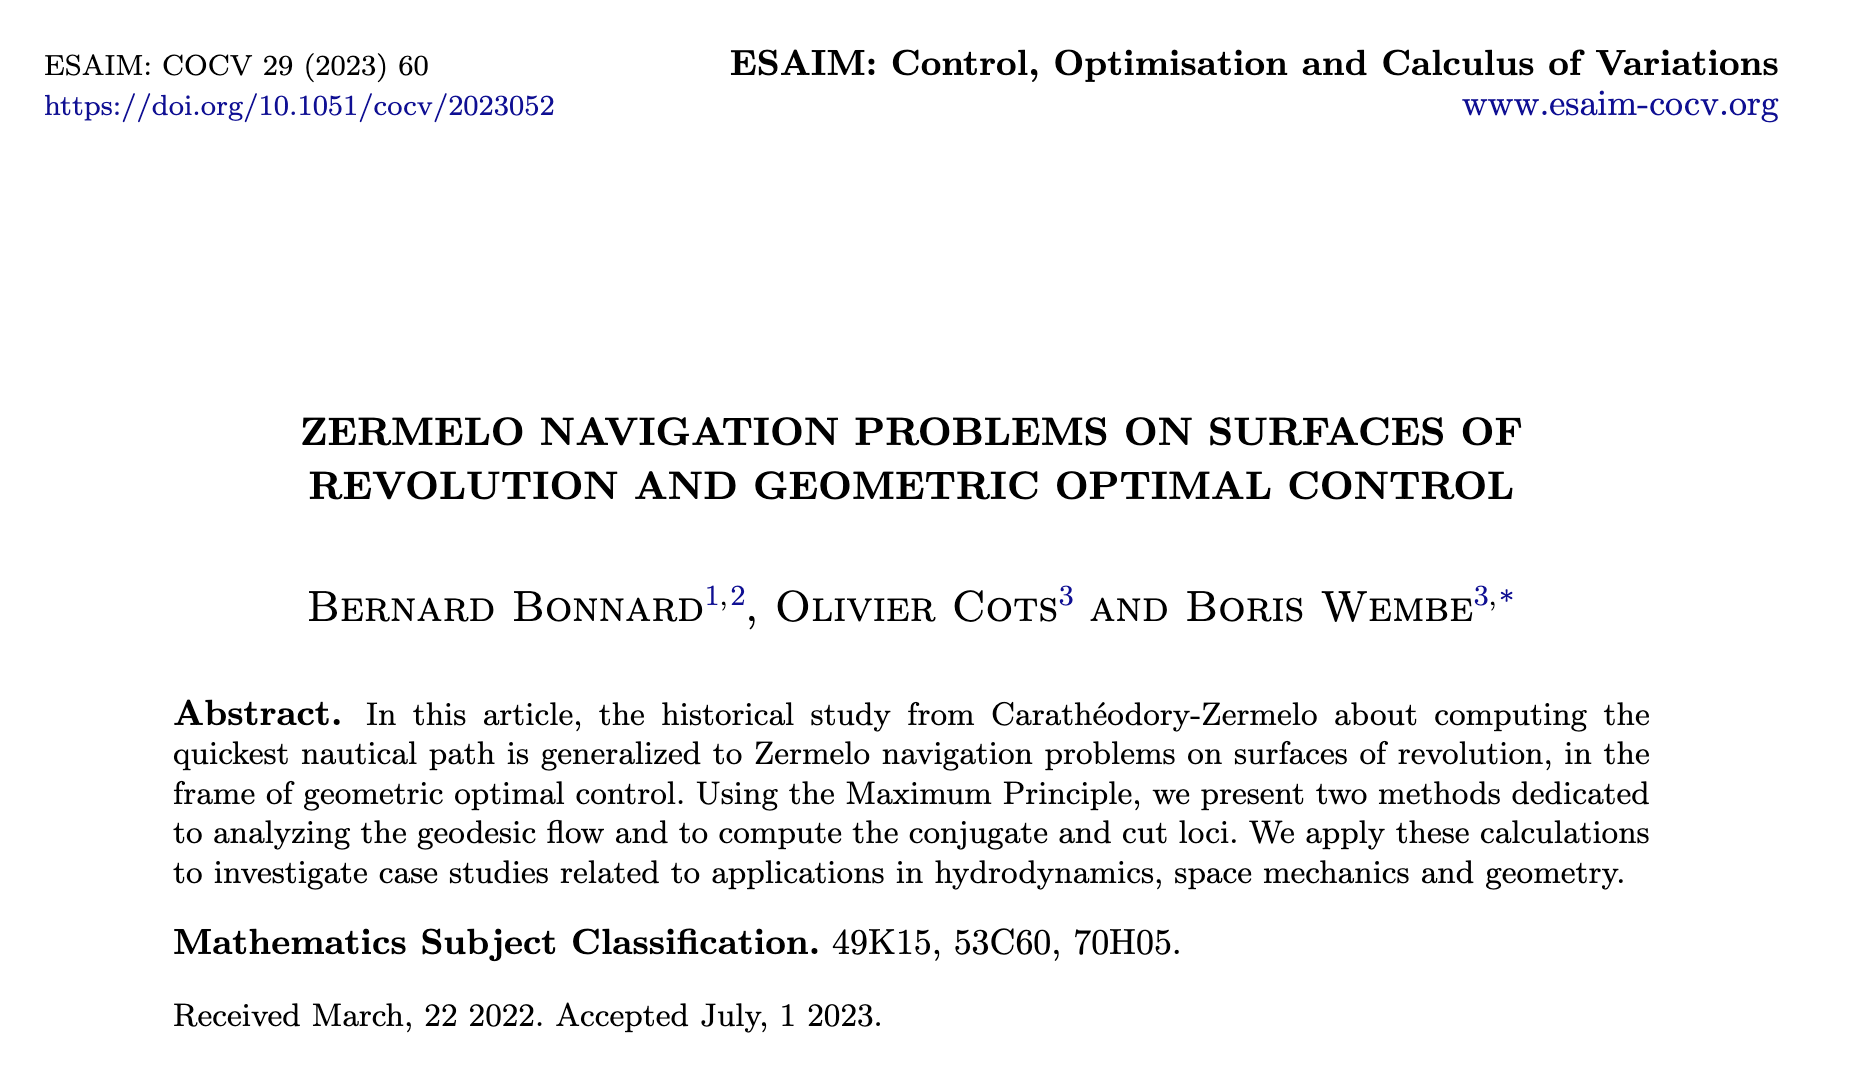 ESAIM: COCV 29 (2023) 60
ESAIM: Control, Optimisation and Calculus of Variations
https://doi.org/10.1051/cocv/2023052
www.esaim-cocv.org
ZERMELO NAVIGATION PROBLEMS ON SURFACES OF
REVOLUTION AND GEOMETRIC OPTIMAL CONTROL
Bernard Bonnard1,2, Olivier Cots3 and Boris Wembe3,*
Abstract. In this article, the historical study from Carathéodory-Zermelo about computing the
quickest nautical path is generalized to Zermelo navigation problems on surfaces of revolution, in the
frame of geometric optimal control. Using the Maximum Principle, we present two methods dedicated
to analyzing the geodesic flow and to compute the conjugate and cut loci. We apply these calculations
to investigate case studies related to applications in hydrodynamics, space mechanics and geometry.
Mathematics Subject Classification. 49K15, 53C60, 70H05.
Received March, 22 2022. Accepted July, 1 2023.